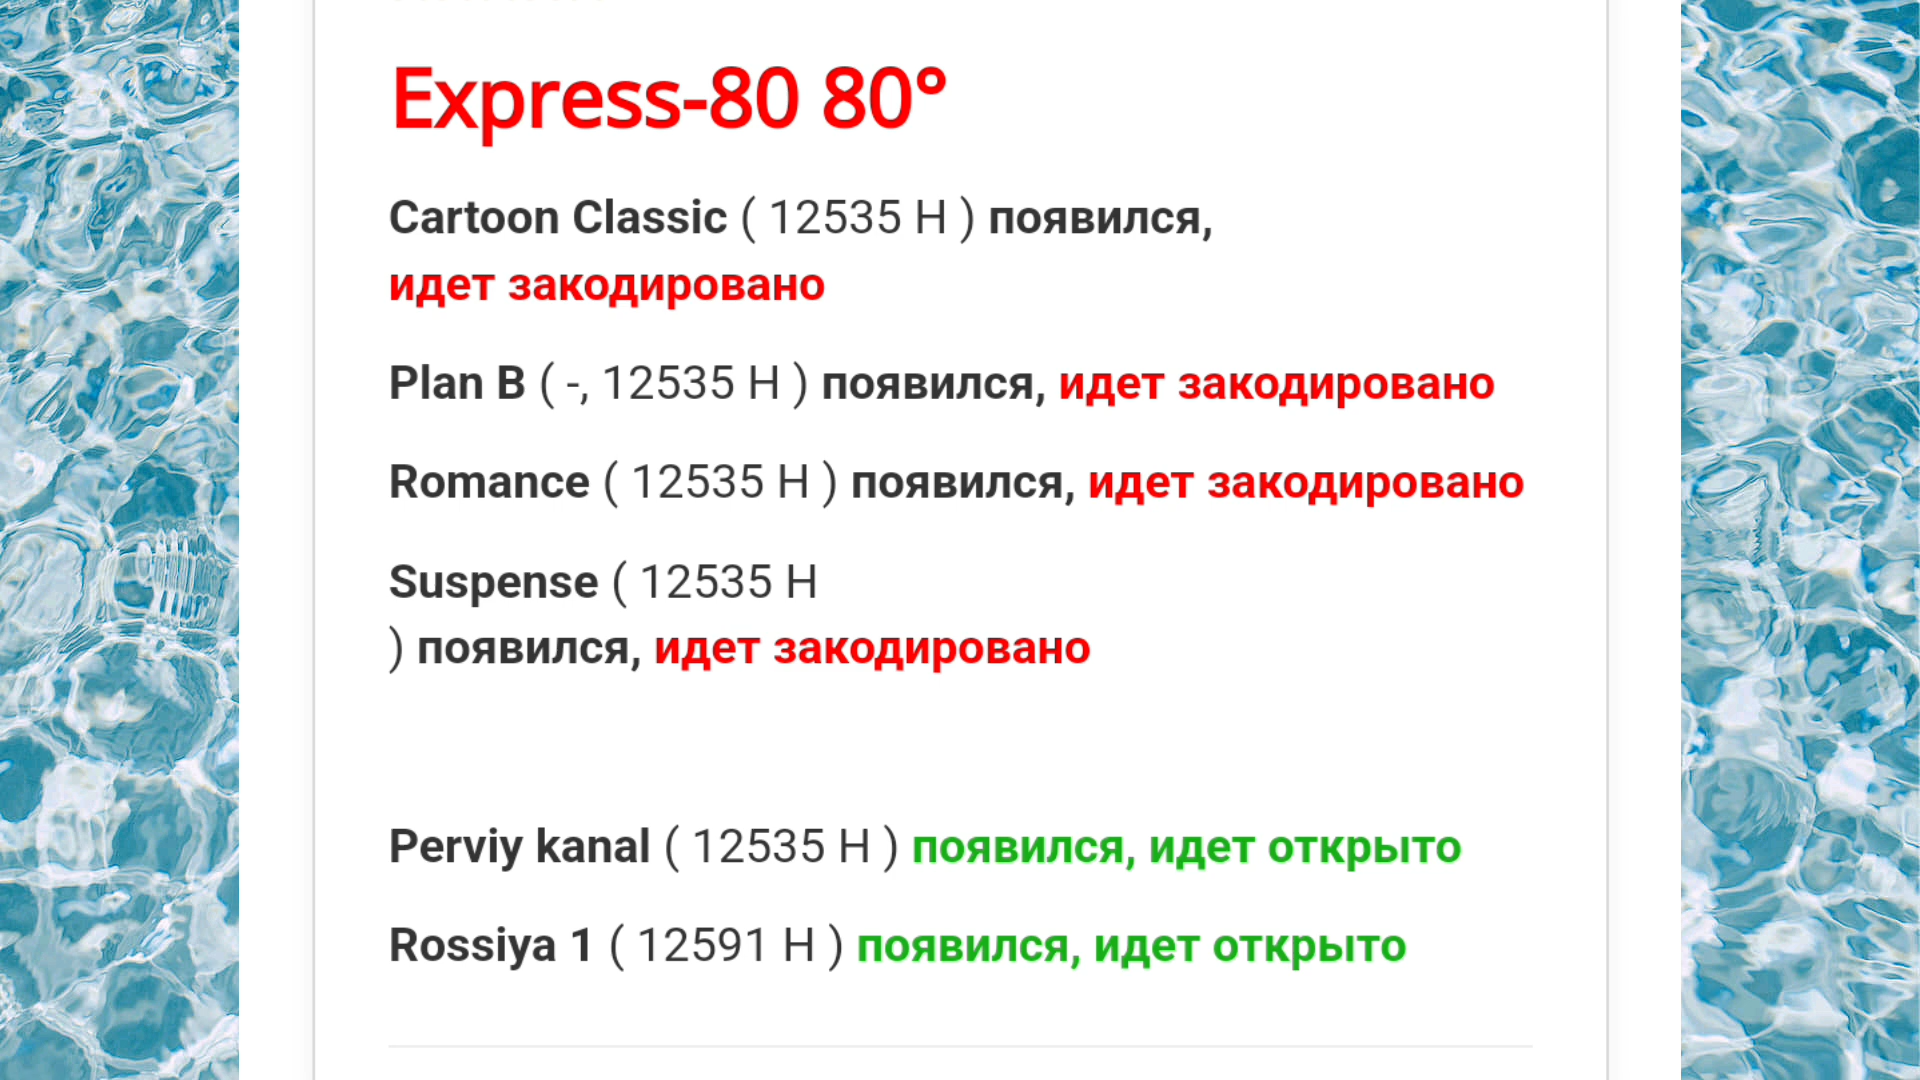 Express-80 80°
Cartoon Classic ( 12535 H ) появился,
идет закодировано
Plan B ( -, 12535 H ) появился, идет закодировано
Romance ( 12535 H ) появился, идет закодировано
Suspense ( 12535 H
) появился, идет закодировано
Perviy kanal ( 12535 H ) появился, идет открыто
Rossiya 1 ( 12591 H ) появился, идет открыто